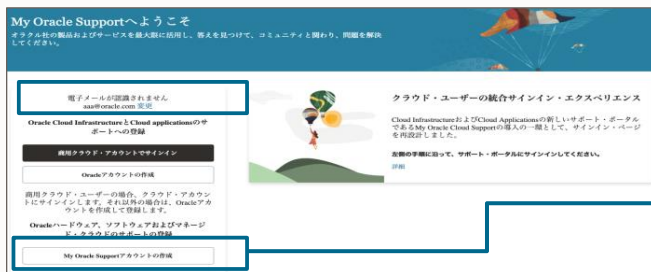 My Oracle Supportへようこそ
オラクル社の製品およびサービスを最大限に活用し、答えを見つけて、コミュニティと関わり、問題を解決
してください。
電子メールが認識されません
aaa@oracle.com 変更
Oracle Cloud InfrastructureとCloud applicationsのサ
ポートへの登録
商用クラウド・アカウントでサインイン
Oracleアカウントの作成
商用クラウド・ユーザーの場合、クラウド・アカウン
トにサインインします。それ以外の場合は、Oracleアカ
ウントを作成して登録します。
Oracleハードウェア、ソフトウェアおよびマネージ
ド・クラウドのサポートの登録
My Oracle Supportアカウントの作成
クラウド・ユーザーの統合サインイン・エクスペリエンス
Cloud InfrastructureおよびCloud Applicationsの新しいサポート・ポータル
であるMy Oracle Cloud Supportの導入の一環として、サインイン・ページ
を再設計しました。
左側の手順に沿って、サポート・ポータルにサインインしてください。
詳細